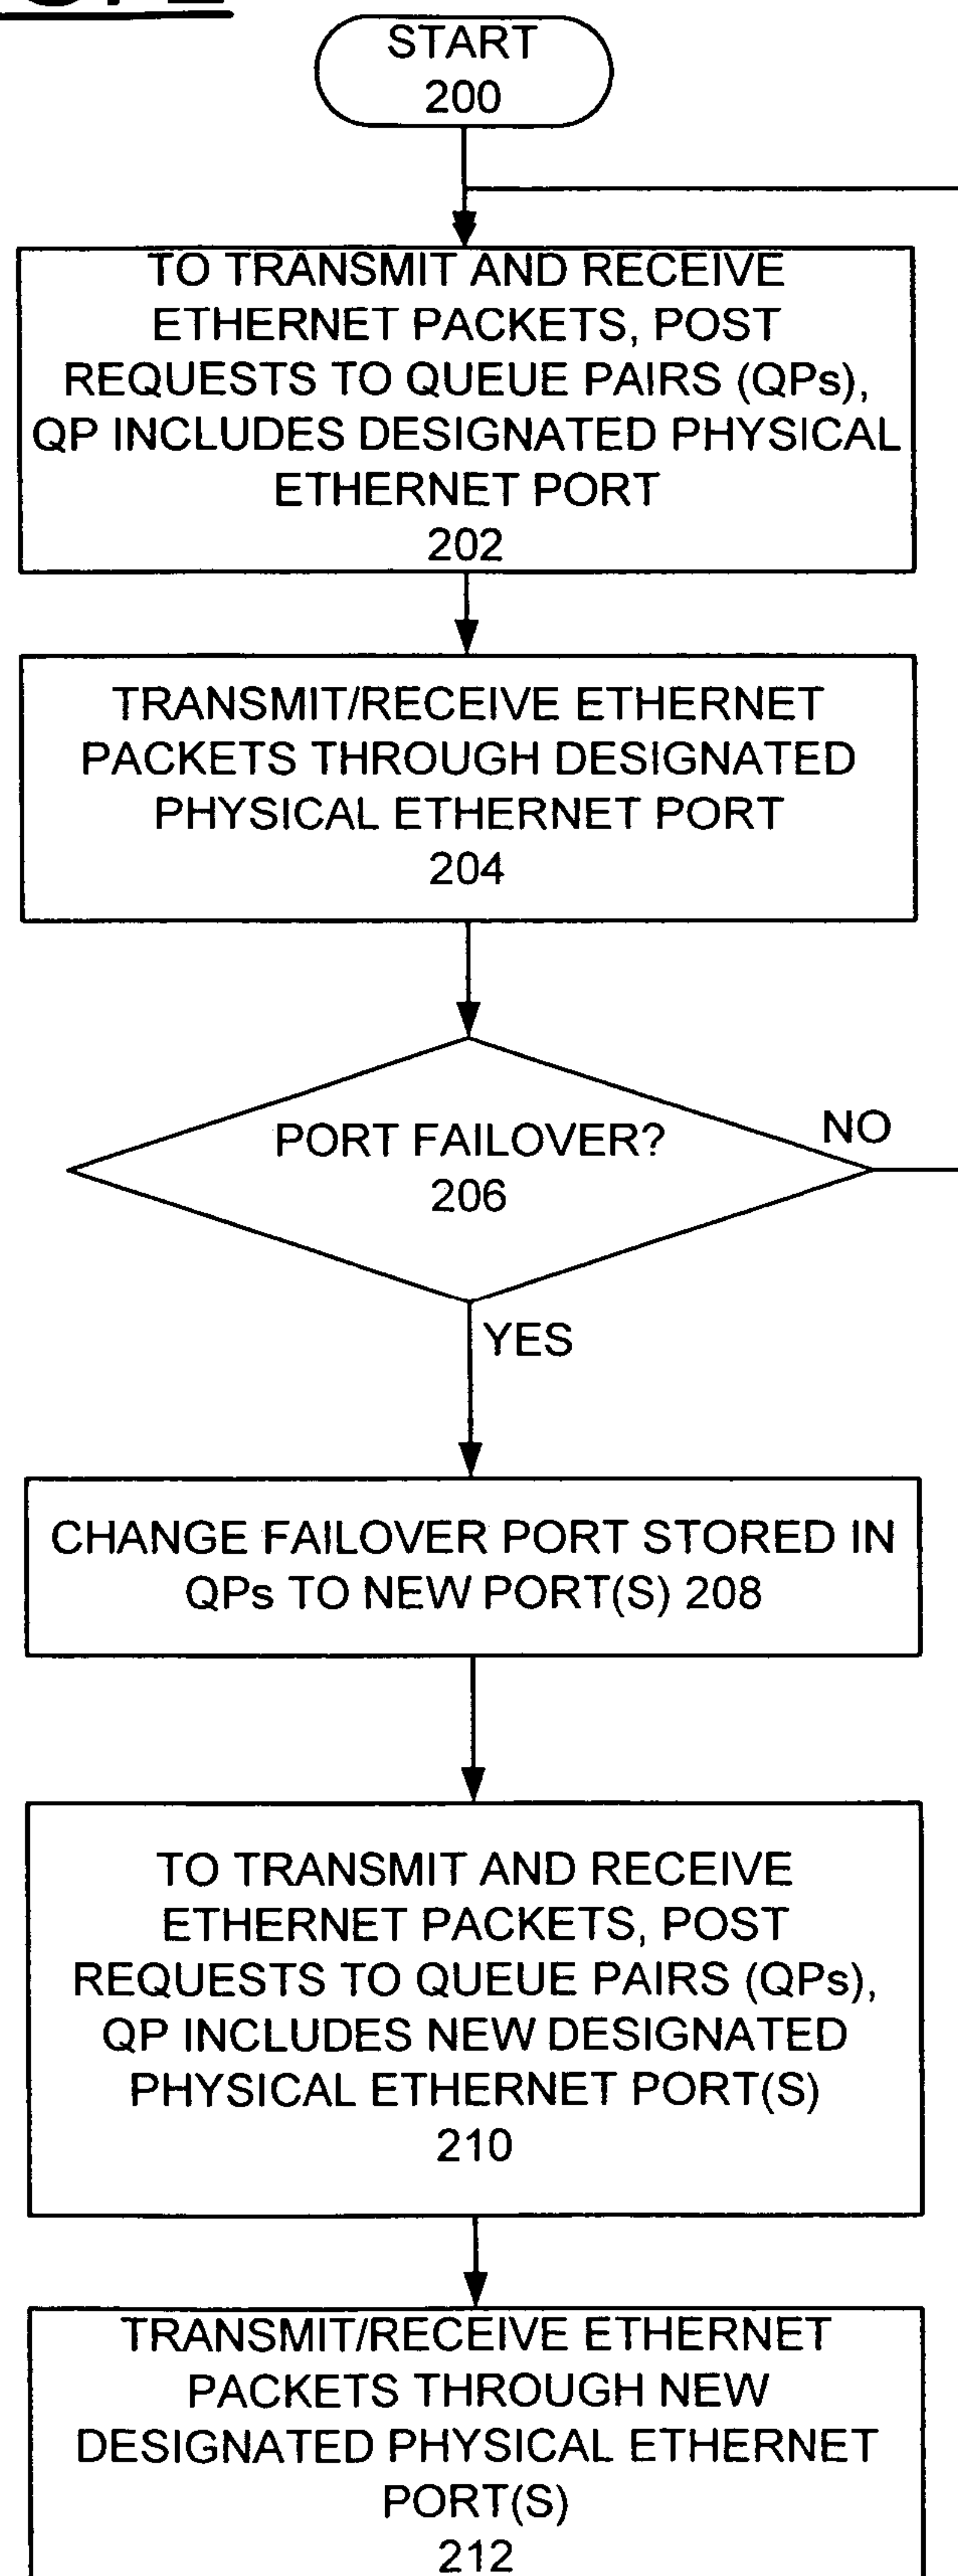 START
200
TO TRANSMIT AND RECEIVE
ETHERNET PACKETS, POST
REQUESTS TO QUEUE PAIRS (QPs),
QP INCLUDES DESIGNATED PHYSICAL
ETHERNET PORT
202
TRANSMIT/RECEIVE ETHERNET
PACKETS THROUGH DESIGNATED
PHYSICAL ETHERNET PORT
204
PORT FAILOVER?
206
NO
YES
CHANGE FAILOVER PORT STORED IN
QPs TO NEW PORT(S) 208
TO TRANSMIT AND RECEIVE
ETHERNET PACKETS, POST
REQUESTS TO QUEUE PAIRS (QPs),
QP INCLUDES NEW DESIGNATED
PHYSICAL ETHERNET PORT(S)
210
TRANSMIT/RECEIVE ETHERNET
PACKETS THROUGH NEW
DESIGNATED PHYSICAL ETHERNET
PORT(S)
212